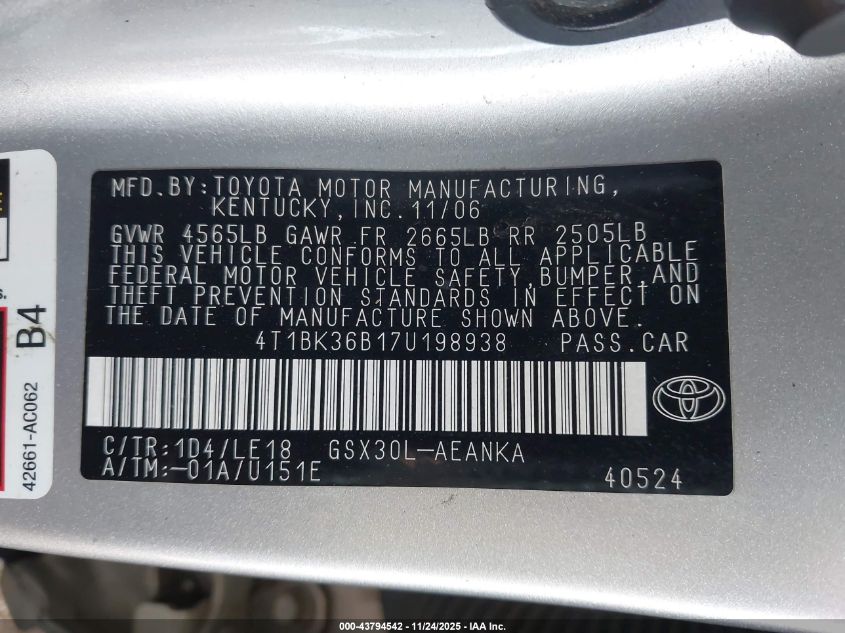 MFD.BY:TOYOTA MOTOR MANUFACTURING,
KENTUCKY,INC.11/06
GVWR 4565LB GAWR FR 2665LB RR 2505LB
THIS VEHICLE CONFORMS TO ALL APPLICABLE
FEDERAL MOTOR VEHICLE SAFETY,BUMPER,AND
THEFT PREVENTION STANDARDS IN EFFECT ON
THE DATE OF MANUFACTURE SHOWN ABOVE.
4T1BK36B17U198938 PASS.CAR
C/TR:1D4/LE18 GSX30L-AEANKA
A/TM:-01A/U151E 40524
42661-AC062 B4
000-43794542 - 11/24/2025 - IAA Inc.